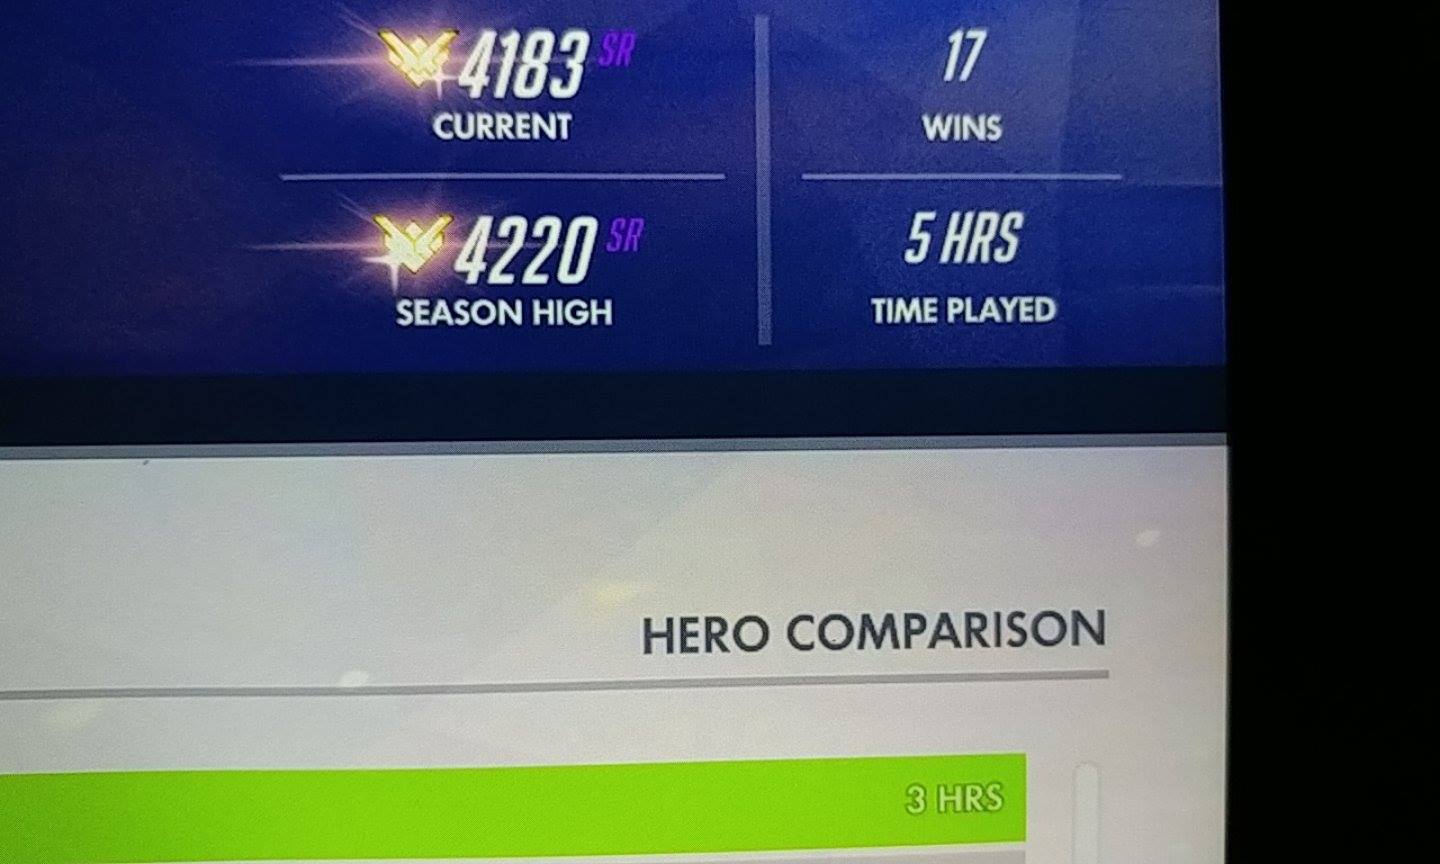 4183 SR
CURRENT
4220 SR
SEASON HIGH
17
WINS
5 HRS
TIME PLAYED
HERO COMPARISON
3 HRS